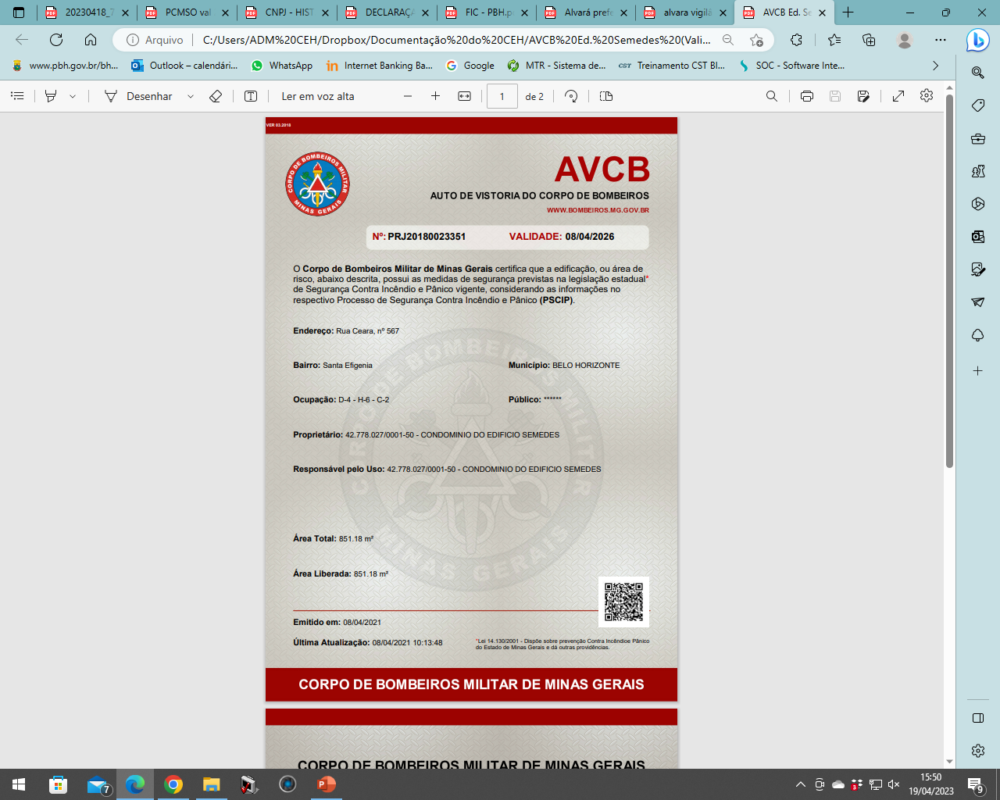 20230418_7
PCMSO val
CNPJ - HIST
DECLARAÇA
FIC - PBH.p
Alvará prefe
alvara vigilâ
AVCB Ed. Se
Arquivo
C:/Users/ADM%20CEH/Dropbox/Documentação%20do%20CEH/AVCB%20Ed.%20Semedes%20(Vali...
www.pbh.gov.br/bh...
Outlook – calendári...
WhatsApp
Internet Banking Ba...
Google
MTR - Sistema de...
CST
Treinamento CST Bl...
SOC - Software Inte...
Desenhar
Ler em voz alta
1
de 2
VER 03.2018
CORPO DE BOMBEIROS MILITAR
MINAS GERAIS
AVCB
AUTO DE VISTORIA DO CORPO DE BOMBEIROS
WWW.BOMBEIROS.MG.GOV.BR
Nº: PRJ20180023351
VALIDADE: 08/04/2026
O Corpo de Bombeiros Militar de Minas Gerais certifica que a edificação, ou área de
risco, abaixo descrita, possui as medidas de segurança previstas na legislação estadual*
de Segurança Contra Incêndio e Pânico vigente, considerando as informações no
respectivo Processo de Segurança Contra Incêndio e Pânico (PSCIP).
Endereço: Rua Ceara, nº 567
Bairro: Santa Efigenia
Município: BELO HORIZONTE
Ocupação: D-4 - H-6 - C-2
Público: ******
Proprietário: 42.778.027/0001-50 - CONDOMINIO DO EDIFICIO SEMEDES
Responsável pelo Uso: 42.778.027/0001-50 - CONDOMINIO DO EDIFICIO SEMEDES
CORPO DE BOMBEIROS MILITAR
MINAS GERAIS
Área Total: 851.18 m²
Área Liberada: 851.18 m²
Emitido em: 08/04/2021
Última Atualização: 08/04/2021 10:13:48
*Lei 14.130/2001 - Dispõe sobre prevenção Contra Incêndioe Pânico
do Estado de Minas Gerais e dá outras providências.
CORPO DE BOMBEIROS MILITAR DE MINAS GERAIS
CORPO DE BOMBEIROS MILITAR DE MINAS GERAIS
7
3
15:50
19/04/2023
9